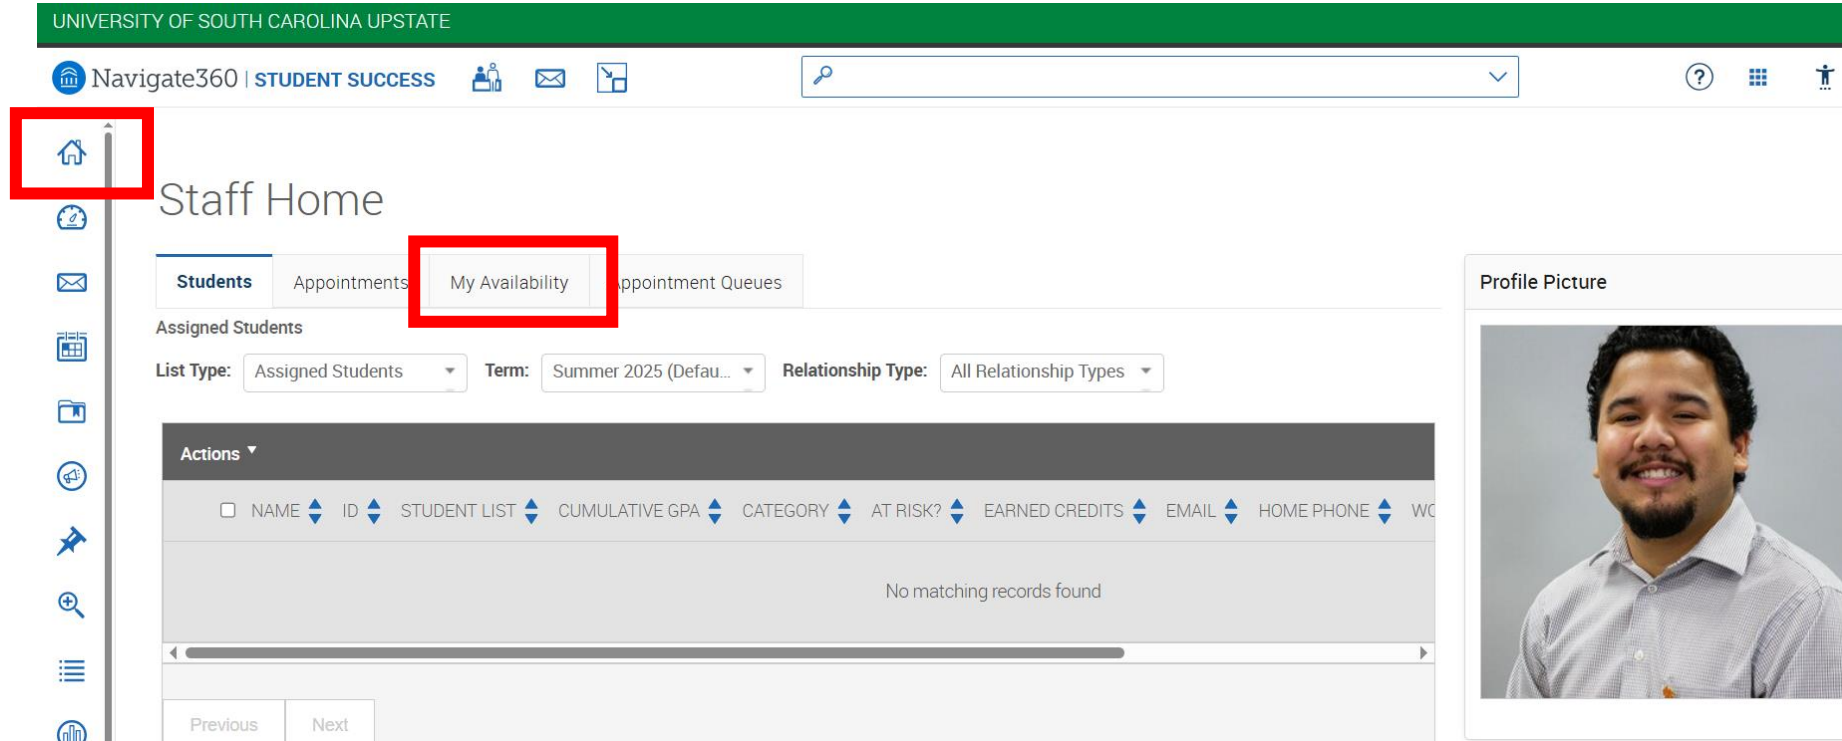 UNIVERSITY OF SOUTH CAROLINA UPSTATE
Navigate360 | STUDENT SUCCESS
Staff Home
Students Appointments My Availability Appointment Queues
Profile Picture
Assigned Students
List Type: Assigned Students Term: Summer 2025 (Defau... Relationship Type: All Relationship Types
Actions
NAME ID STUDENT LIST CUMULATIVE GPA CATEGORY AT RISK? EARNED CREDITS EMAIL HOME PHONE WO
No matching records found
Previous Next